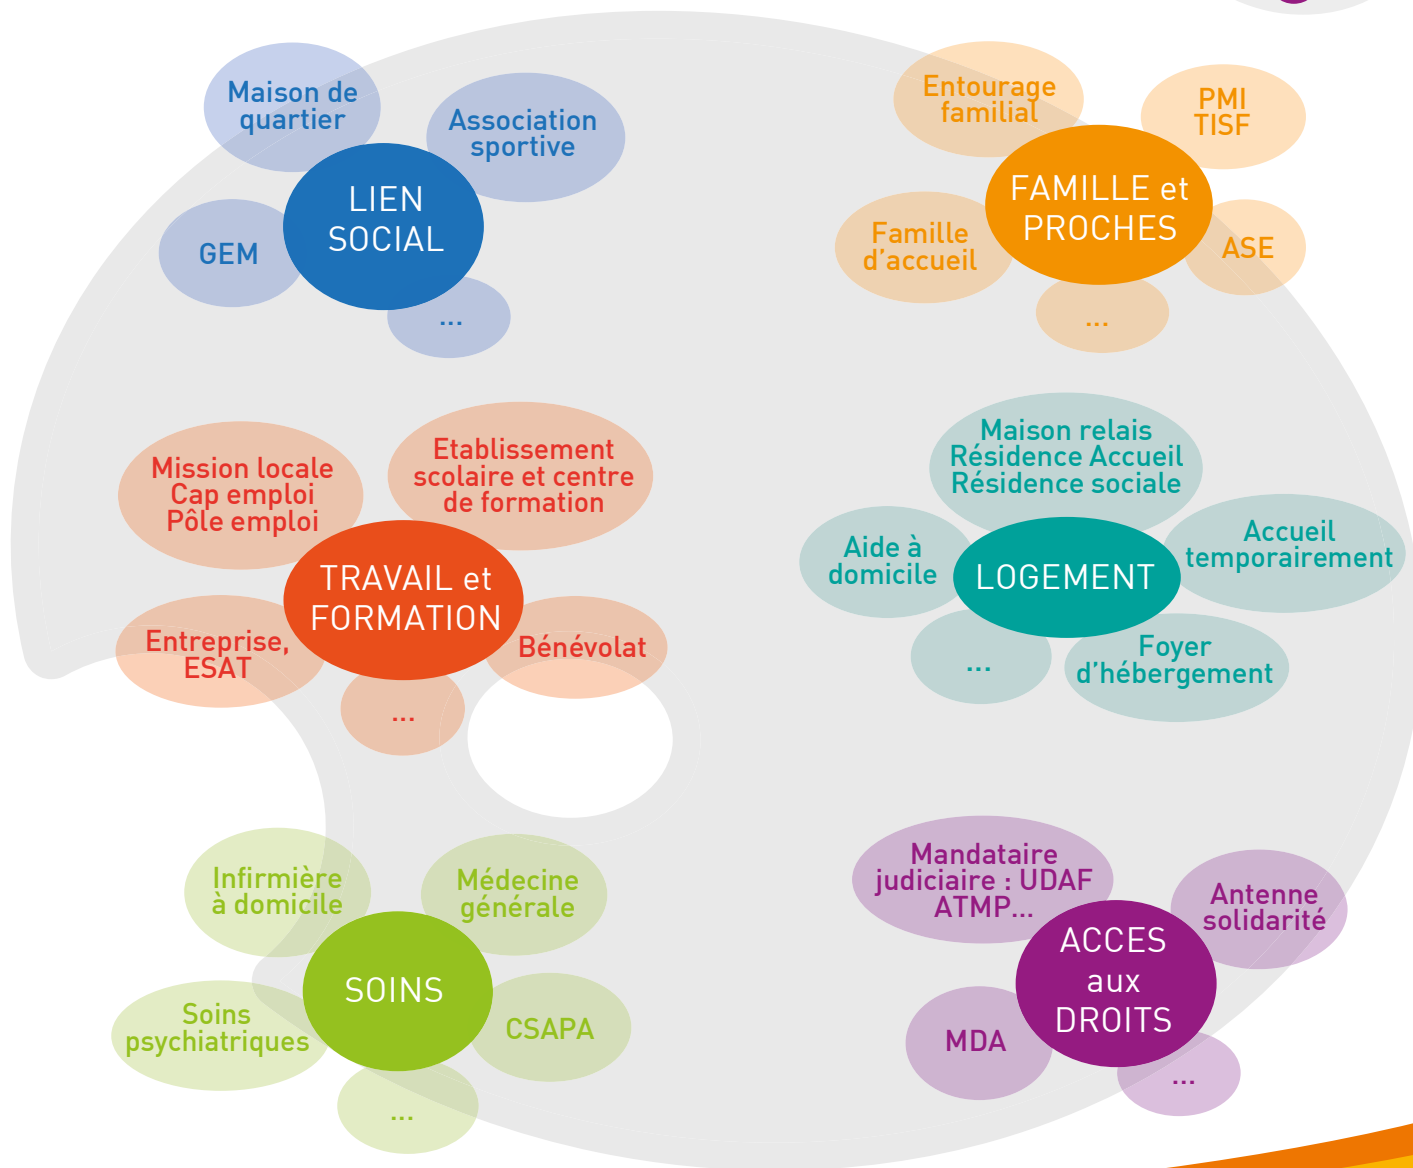 Maison de
quartier
Association
sportive
LIEN
SOCIAL
GEM
...
Entourage
familial
PMI
TISF
FAMILLE et
PROCHES
Famille
d'accueil
ASE
...
Mission locale
Cap emploi
Pôle emploi
Etablissement
scolaire et centre
de formation
TRAVAIL et
FORMATION
Entreprise,
ESAT
Bénévolat
...
Maison relais
Résidence Accueil
Résidence sociale
Aide à
domicile
LOGEMENT
Accueil
temporairement
...
Foyer
d'hébergement
Infirmière
à domicile
Médecine
générale
SOINS
Soins
psychiatriques
CSAPA
...
Mandataire
judiciaire : UDAF
ATMP...
Antenne
solidarité
ACCES
aux
DROITS
MDA
...